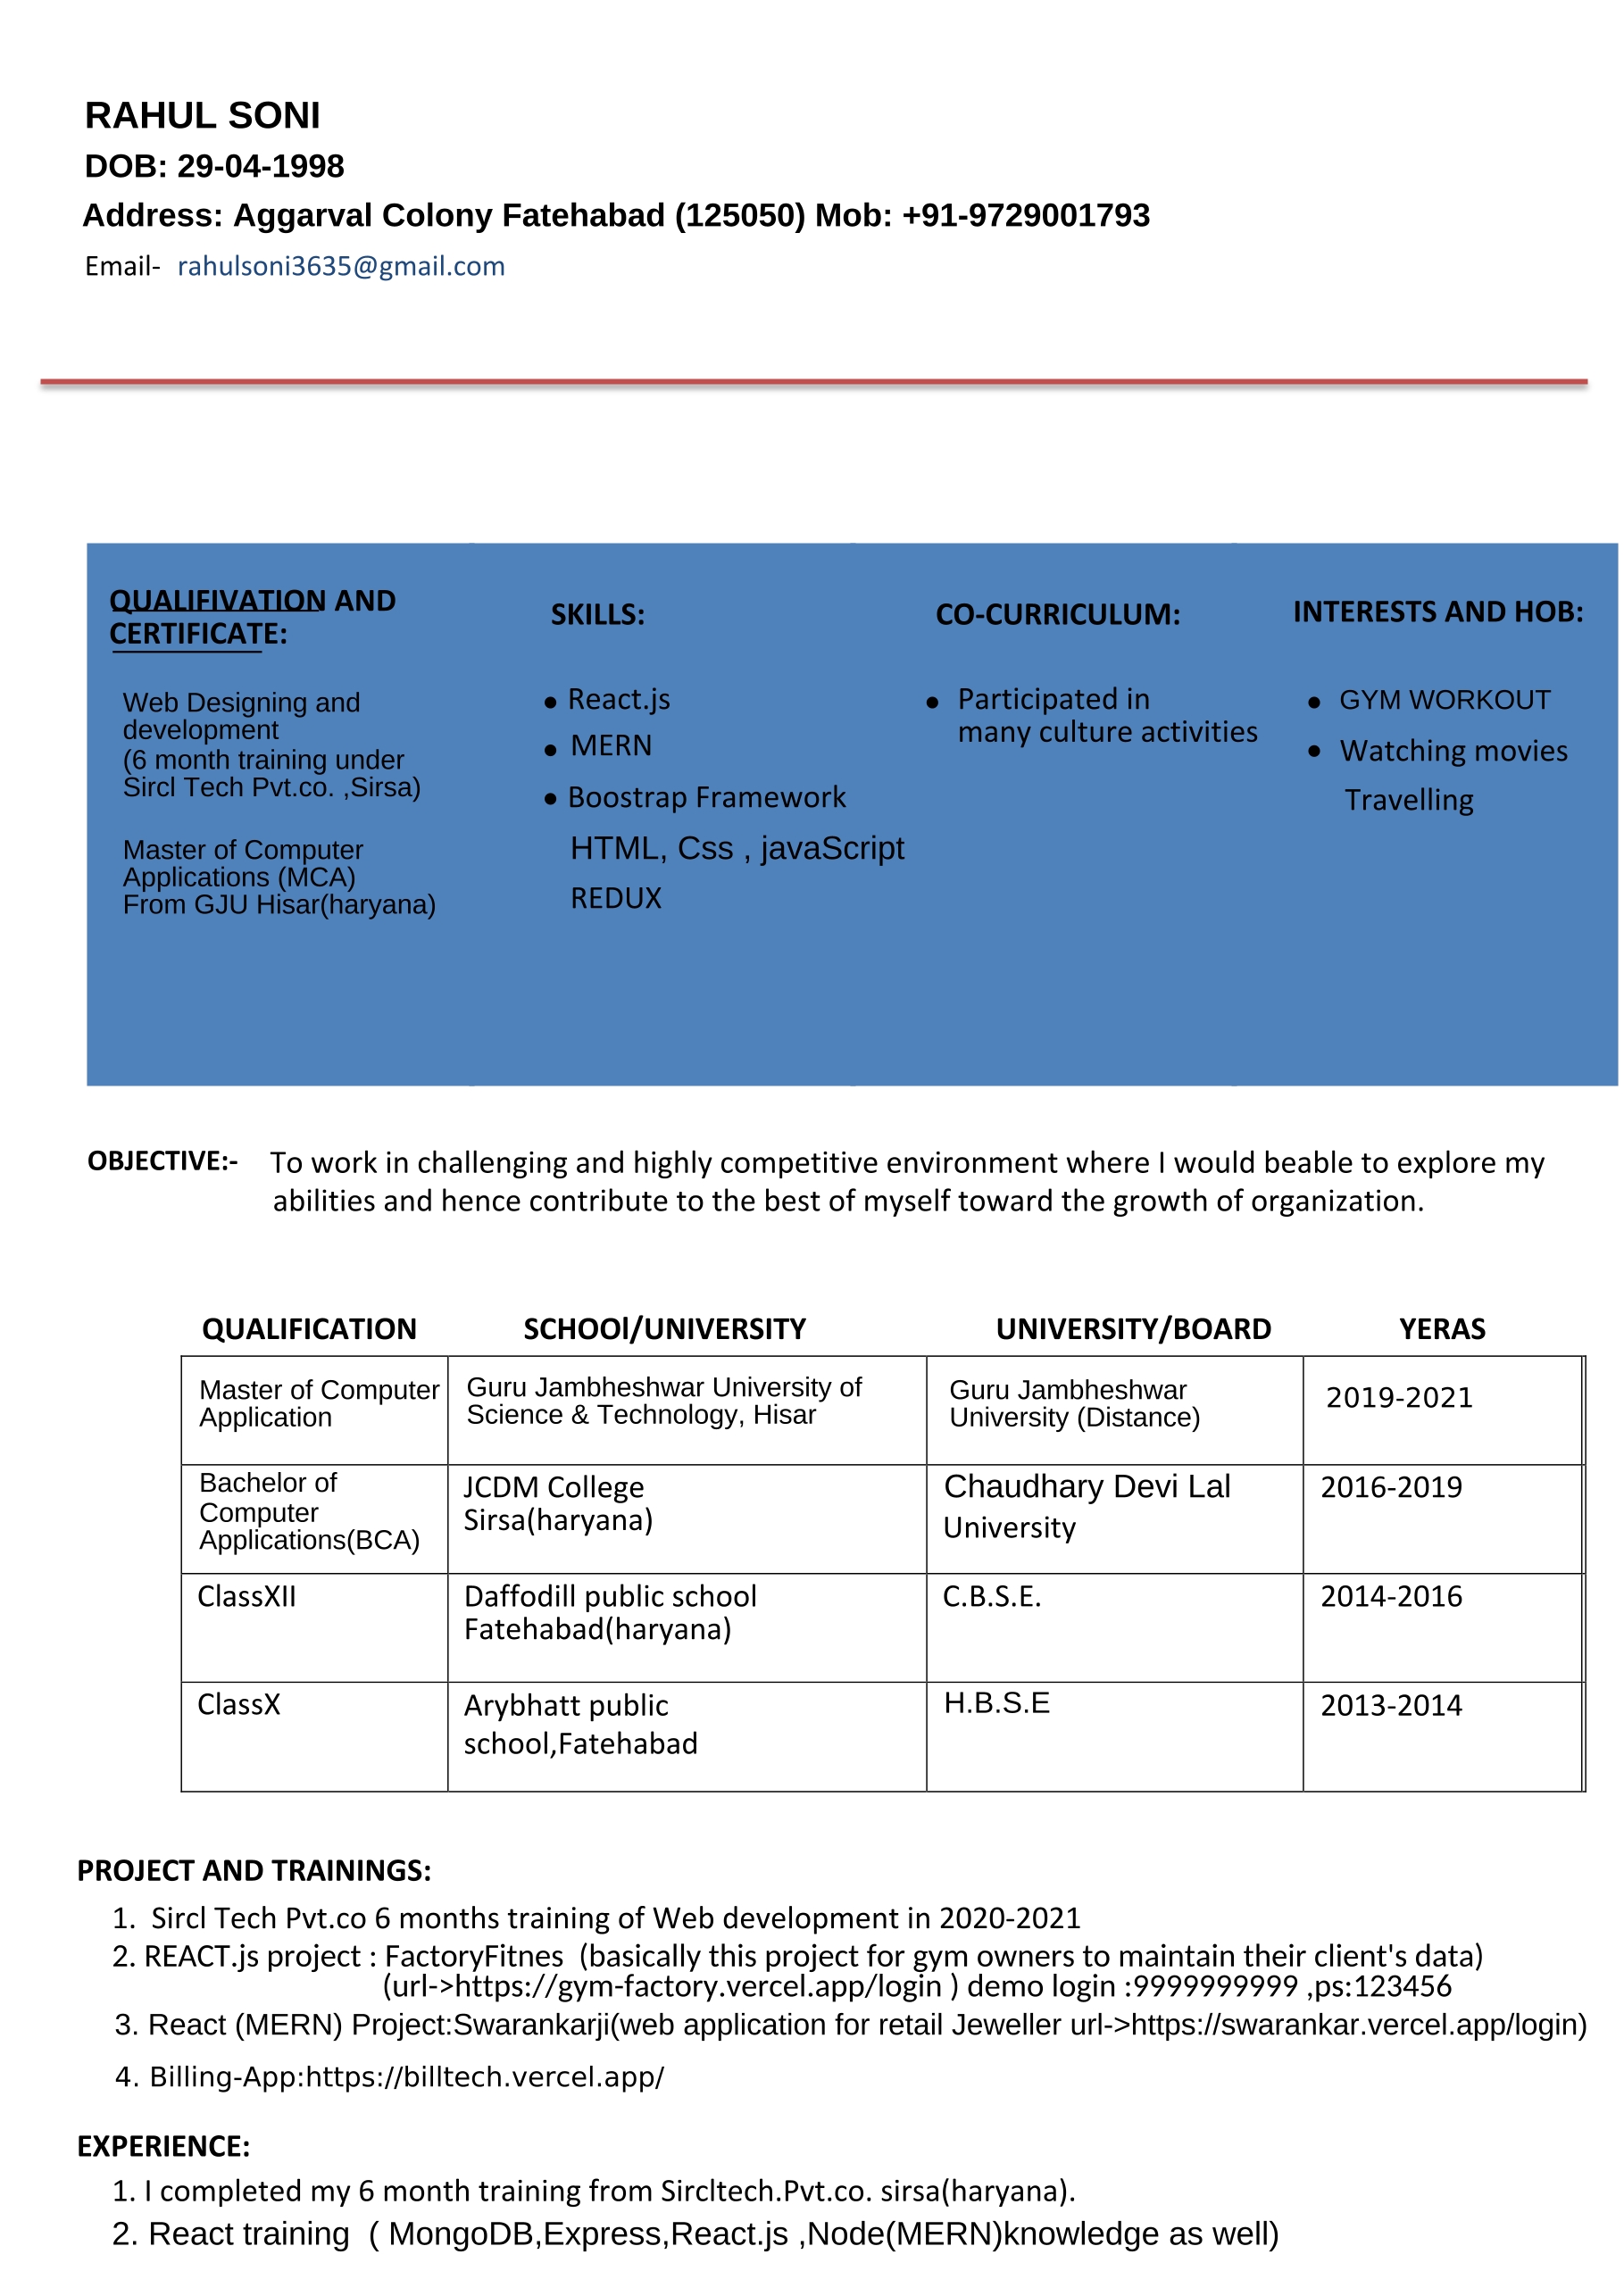 RAHUL SONI
DOB: 29-04-1998
Address: Aggarval Colony Fatehabad (125050) Mob: +91-9729001793
Email- rahulsoni3635@gmail.com
QUALIFIVATION AND
CERTIFICATE:
Web Designing and
development
(6 month training under
Sircl Tech Pvt.co. ,Sirsa)
Master of Computer
Applications (MCA)
From GJU Hisar(haryana)
SKILLS:
● React.js
● MERN
● Boostrap Framework
HTML, Css , javaScript
REDUX
CO-CURRICULUM:
● Participated in
many culture activities
INTERESTS AND HOB:
● GYM WORKOUT
● Watching movies
Travelling
OBJECTIVE:- To work in challenging and highly competitive environment where I would beable to explore my
abilities and hence contribute to the best of myself toward the growth of organization.
QUALIFICATION SCHOOl/UNIVERSITY UNIVERSITY/BOARD YERAS
Master of Computer
Application
Guru Jambheshwar University of
Science & Technology, Hisar
Guru Jambheshwar
University (Distance)
2019-2021
Bachelor of
Computer
Applications(BCA)
JCDM College
Sirsa(haryana)
Chaudhary Devi Lal
University
2016-2019
ClassXII
Daffodill public school
Fatehabad(haryana)
C.B.S.E.
2014-2016
ClassX
Arybhatt public
school,Fatehabad
H.B.S.E
2013-2014
PROJECT AND TRAININGS:
1. Sircl Tech Pvt.co 6 months training of Web development in 2020-2021
2. REACT.js project : FactoryFitnes (basically this project for gym owners to maintain their client's data)
(url->https://gym-factory.vercel.app/login ) demo login :9999999999 ,ps:123456
3. React (MERN) Project:Swarankarji(web application for retail Jeweller url->https://swarankar.vercel.app/login)
4. Billing-App:https://billtech.vercel.app/
EXPERIENCE:
1. I completed my 6 month training from Sircltech.Pvt.co. sirsa(haryana).
2. React training ( MongoDB,Express,React.js ,Node(MERN)knowledge as well)